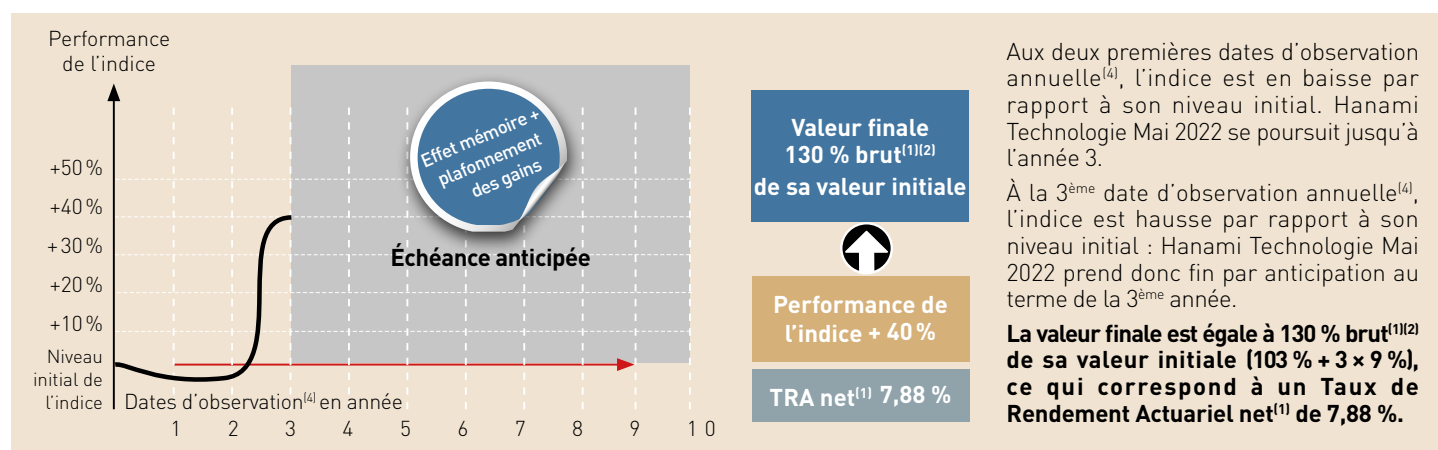 Performance
de l’indice
+50 %
+40 %
+30 %
+20 %
+10 %
Niveau
initial de
l’indice
Dates d’observation(4) en année
1 2 3 4 5 6 7 8 9 1 0
Effet mémoire +
plafonnement
des gains
Échéance anticipée
Valeur finale
130 % brut(1)(2)
de sa valeur initiale
Performance de
l’indice + 40 %
TRA net(1) 7,88 %
Aux deux premières dates d’observation
annuelle(4), l’indice est en baisse par
rapport à son niveau initial. Hanami
Technologie Mai 2022 se poursuit jusqu’à
l’année 3.
À la 3ème date d’observation annuelle(4),
l’indice est hausse par rapport à son
niveau initial : Hanami Technologie Mai
2022 prend donc fin par anticipation au
terme de la 3ème année.
La valeur finale est égale à 130 % brut(1)(2)
de sa valeur initiale (103 % + 3 × 9 %),
ce qui correspond à un Taux de
Rendement Actuariel net(1) de 7,88 %.